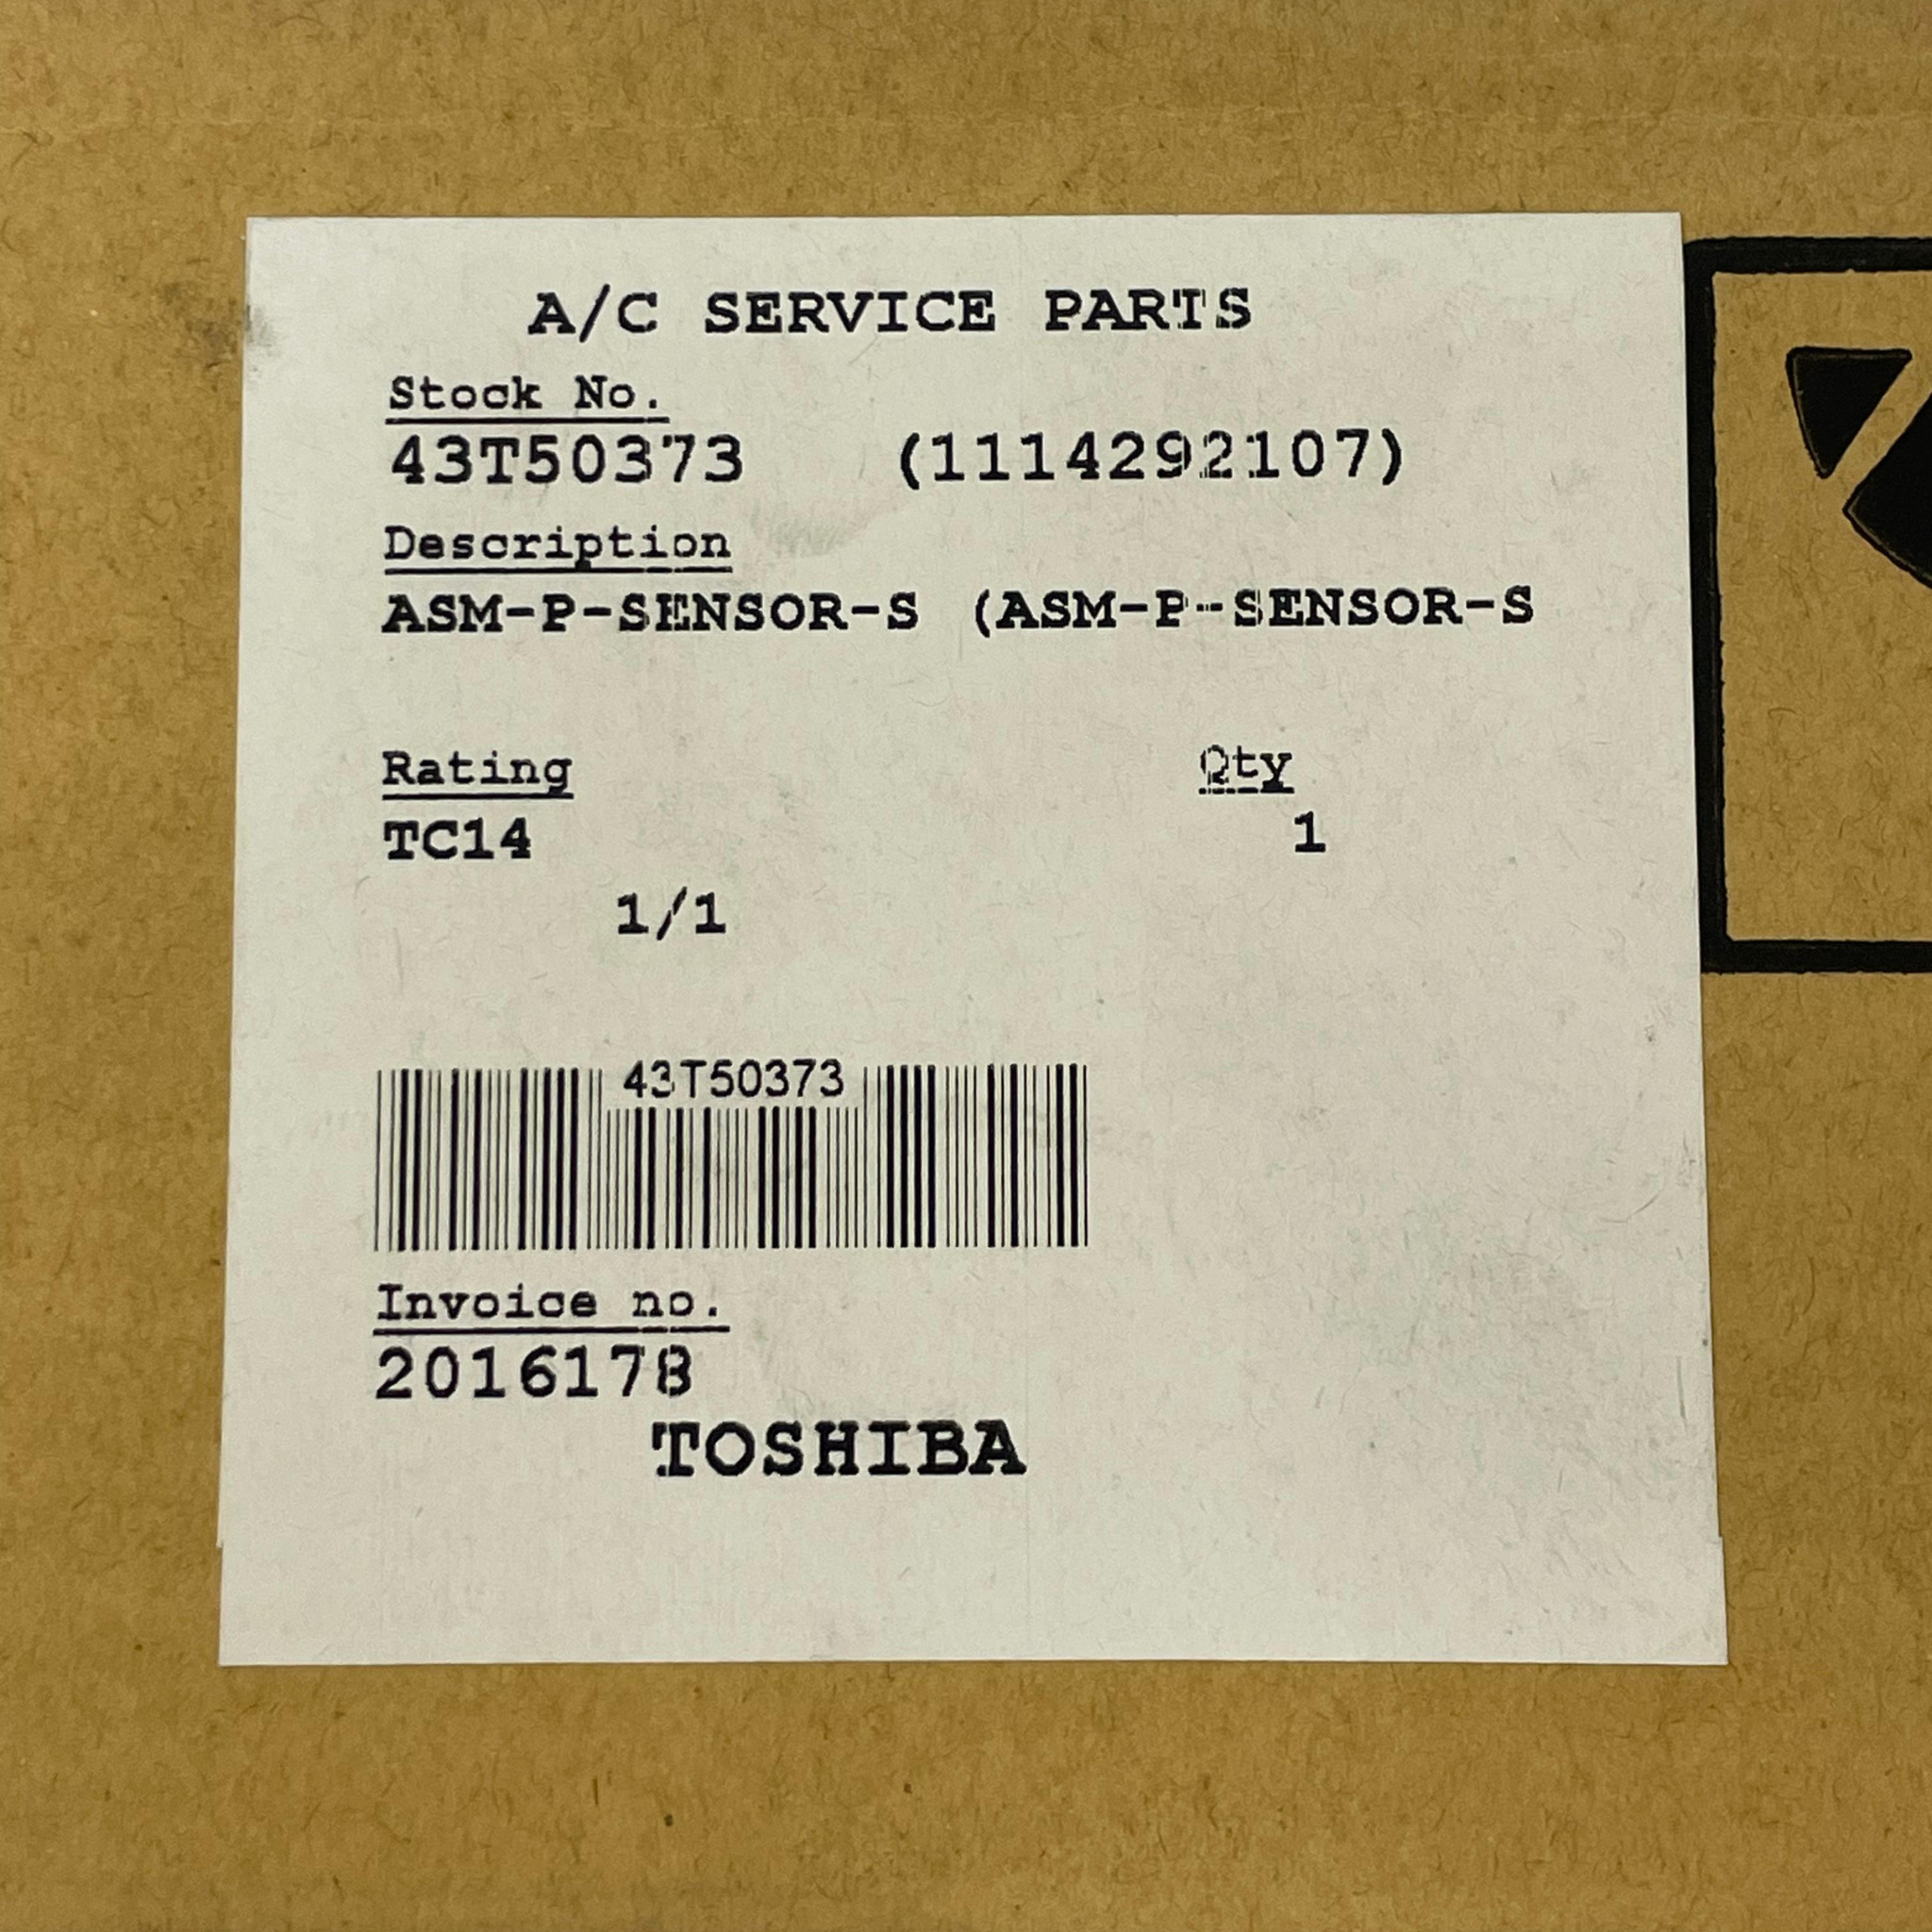 A/C SERVICE PARTS
Stock No.
43T50373 (1114292107)
Description
ASM-P-SENSOR-S (ASM-P-SENSOR-S
Rating Qty
TC14 1
1/1
43T50373
Invoice no.
2016178
TOSHIBA